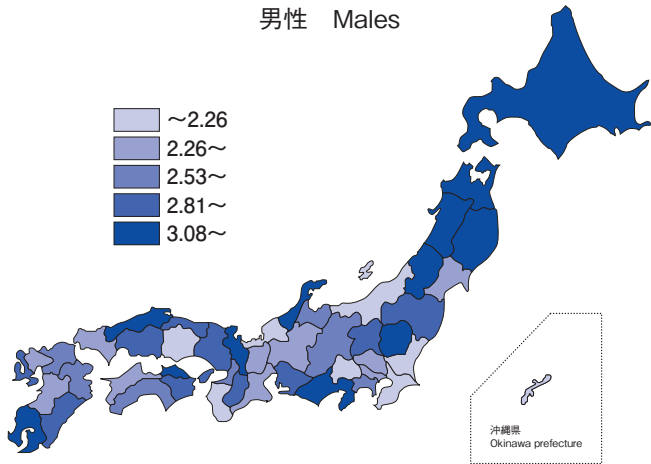 男性　Males
～2.26
2.26～
2.53～
2.81～
3.08～
沖縄県
Okinawa prefecture